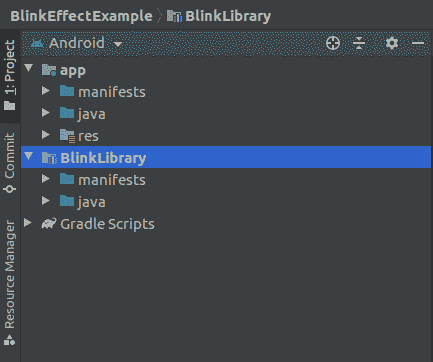 BlinkEffectExample BlinkLibrary
1: Project
Android
app
manifests
java
res
BlinkLibrary
manifests
java
Gradle Scripts
Commit
Resource Manager